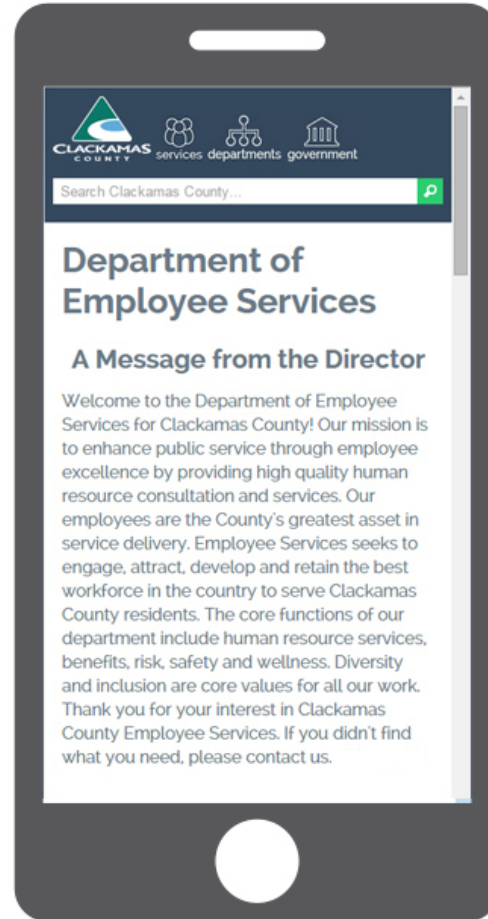 CLACKAMAS
COUNTY
services departments government
Search Clackamas County...
Department of
Employee Services
A Message from the Director
Welcome to the Department of Employee
Services for Clackamas County! Our mission is
to enhance public service through employee
excellence by providing high quality human
resource consultation and services. Our
employees are the County's greatest asset in
service delivery. Employee Services seeks to
engage, attract, develop and retain the best
workforce in the country to serve Clackamas
County residents. The core functions of our
department include human resource services,
benefits, risk, safety and wellness. Diversity
and inclusion are core values for all our work.
Thank you for your interest in Clackamas
County Employee Services. If you didn't find
what you need, please contact us.